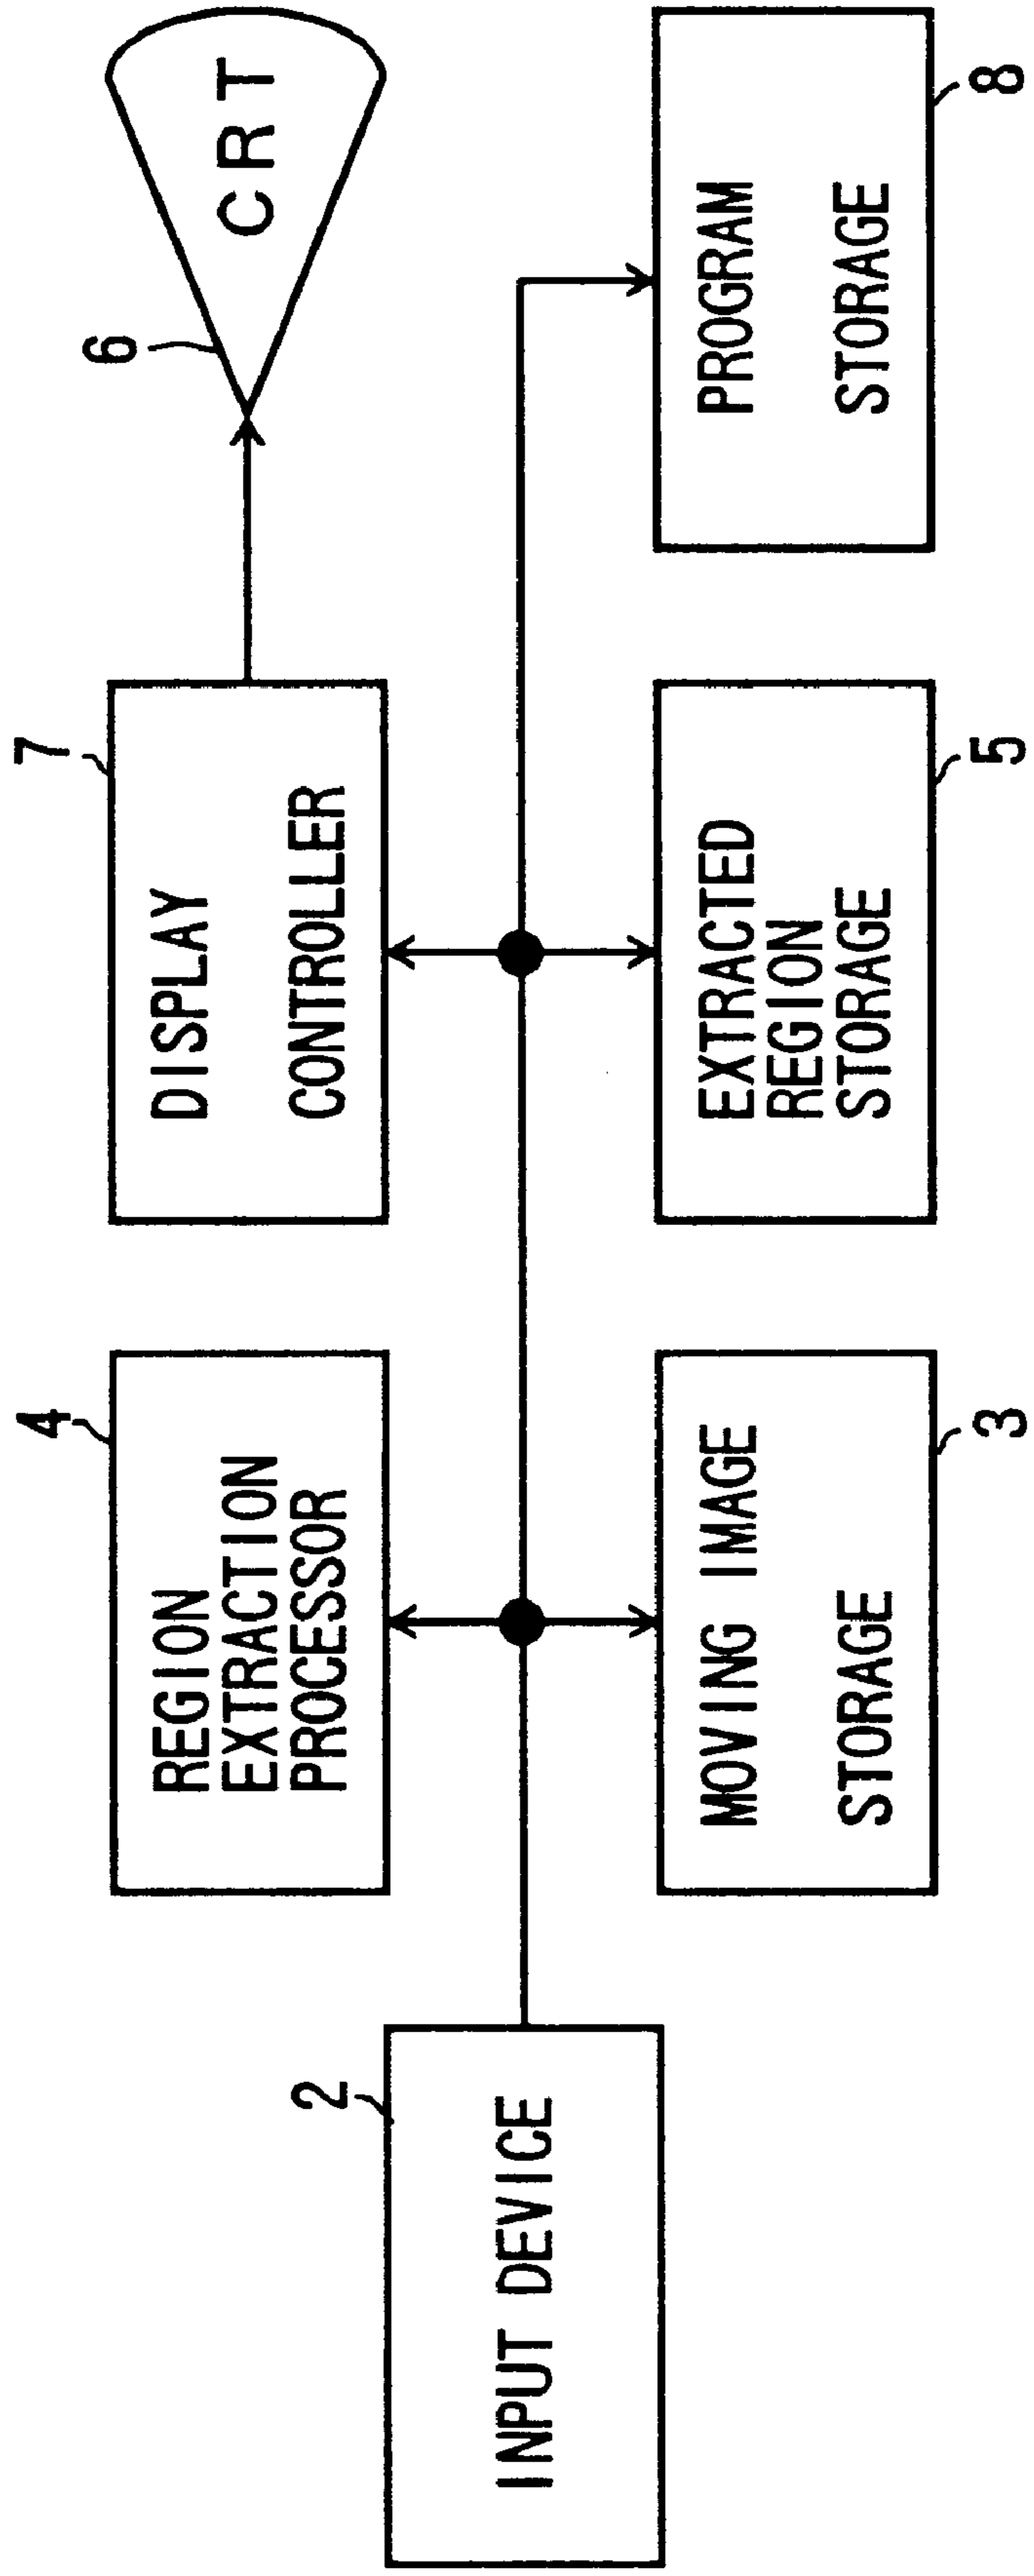 4
REGION
EXTRACTION
PROCESSOR
7
DISPLAY
CONTROLLER
6
CRT
2
INPUT DEVICE
MOVING IMAGE
STORAGE
3
EXTRACTED
REGION
STORAGE
5
PROGRAM
STORAGE
8